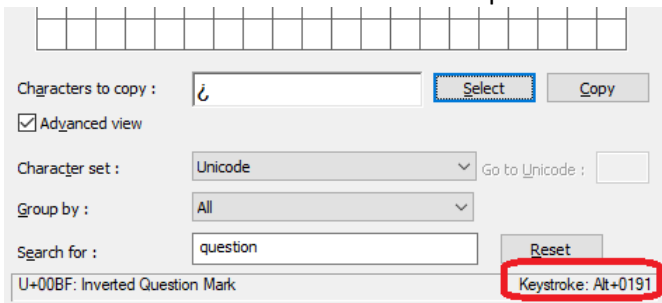 Characters to copy : ¿ Select Copy
Advanced view
Character set : Unicode Go to Unicode :
Group by : All
Search for : question Reset
U+00BF: Inverted Question Mark Keystroke: Alt+0191